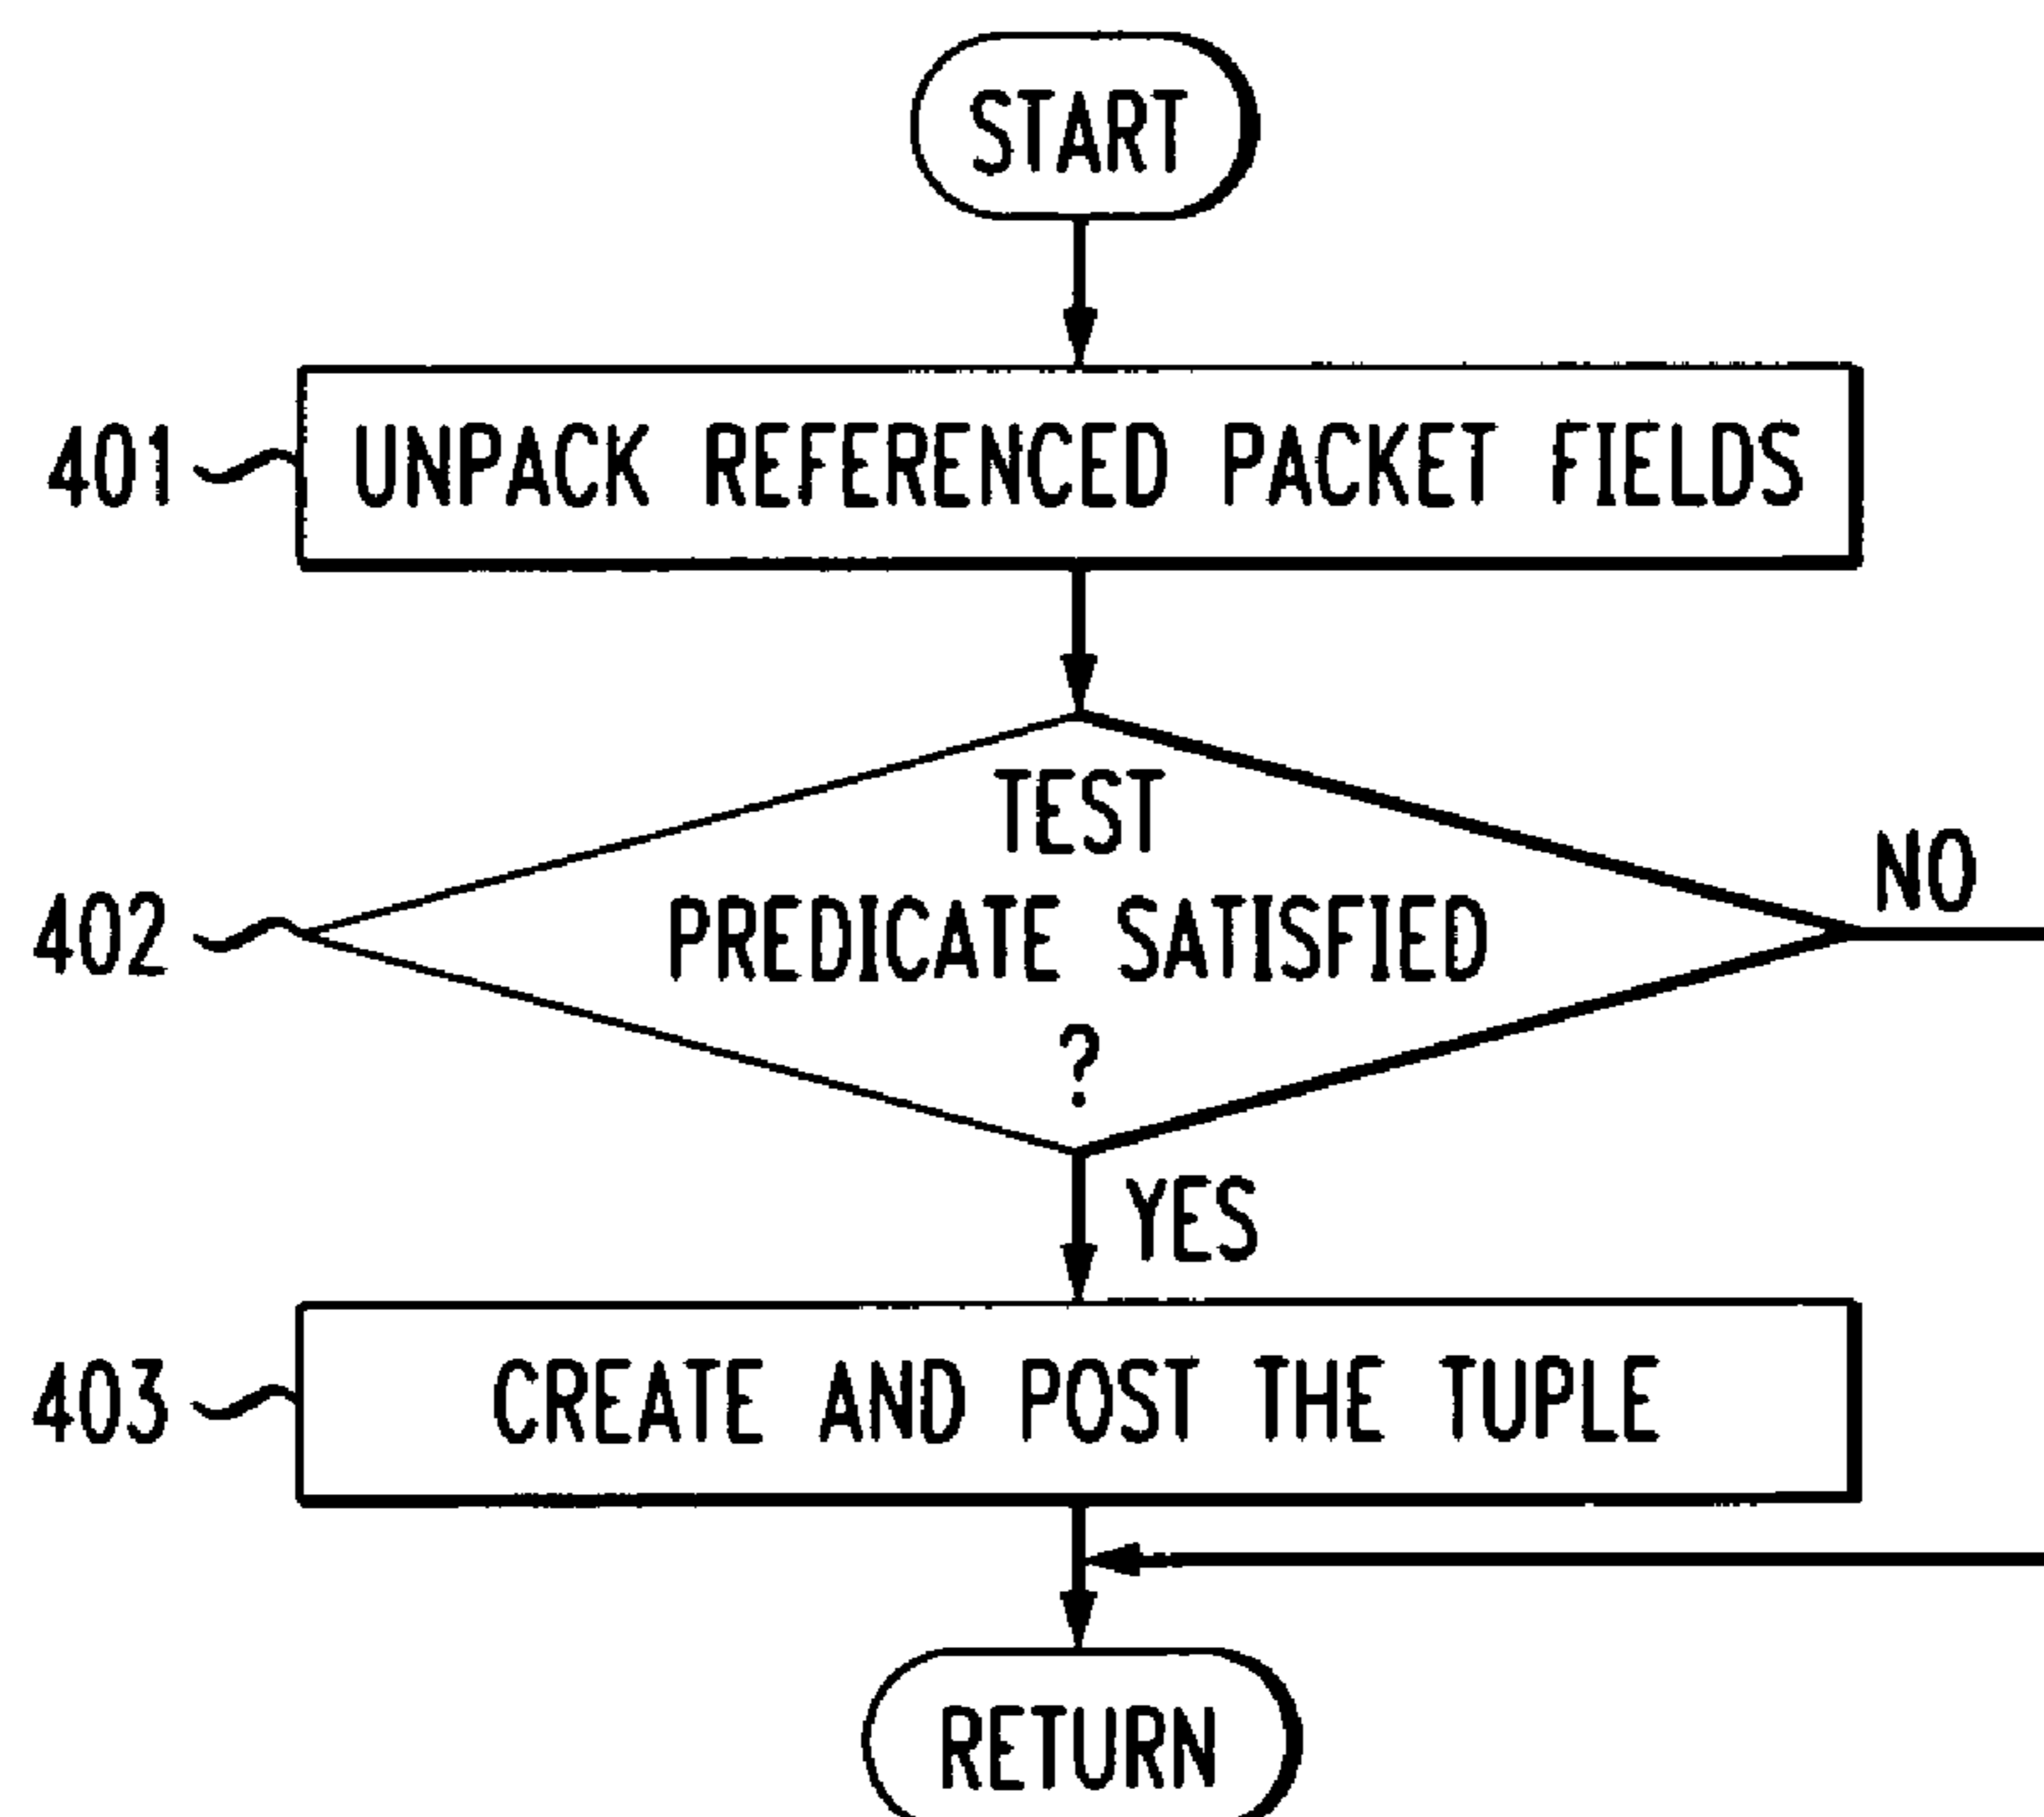 START
401
UNPACK REFERENCED PACKET FIELDS
TEST
NO
402
PREDICATE SATISFIED
?
YES
403
CREATE AND POST THE TUPLE
RETURN